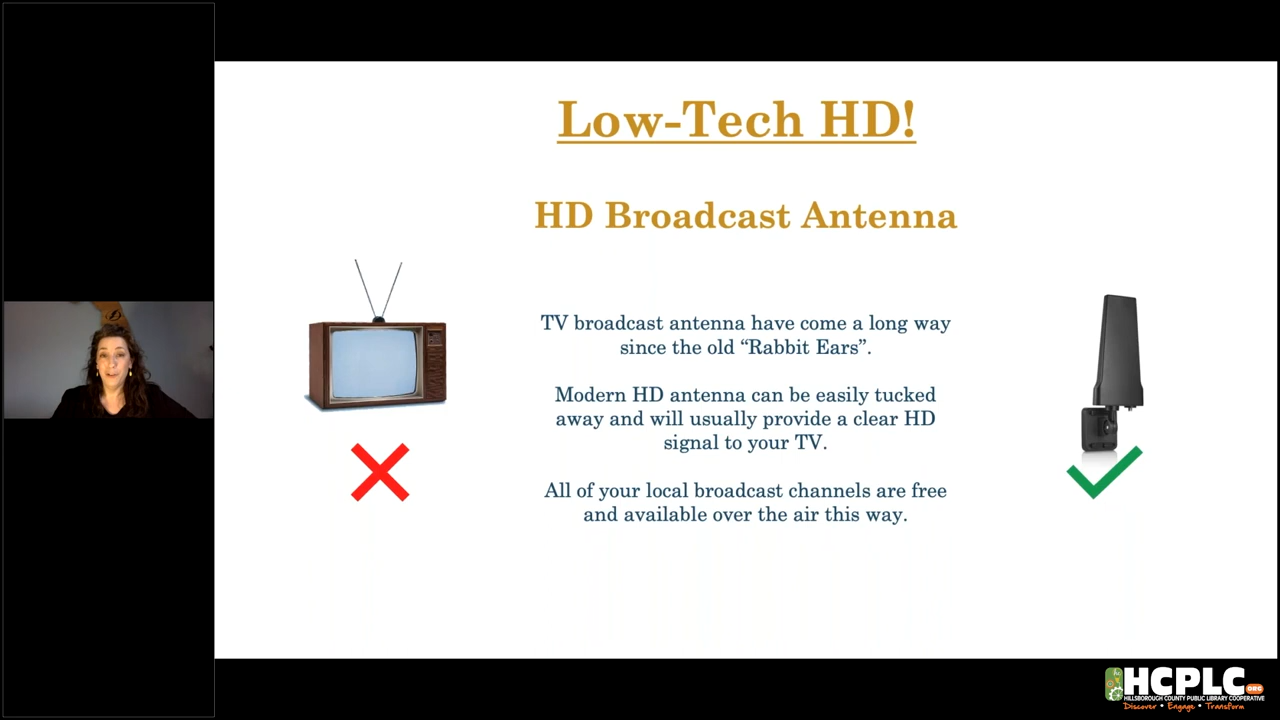 Low-Tech HD!
HD Broadcast Antenna
TV broadcast antenna have come a long way
since the old “Rabbit Ears”.
Modern HD antenna can be easily tucked
away and will usually provide a clear HD
signal to your TV.
All of your local broadcast channels are free
and available over the air this way.
HCPLC.ORG
HILLSBOROUGH COUNTY PUBLIC LIBRARY COOPERATIVE
Discover • Engage • Transform